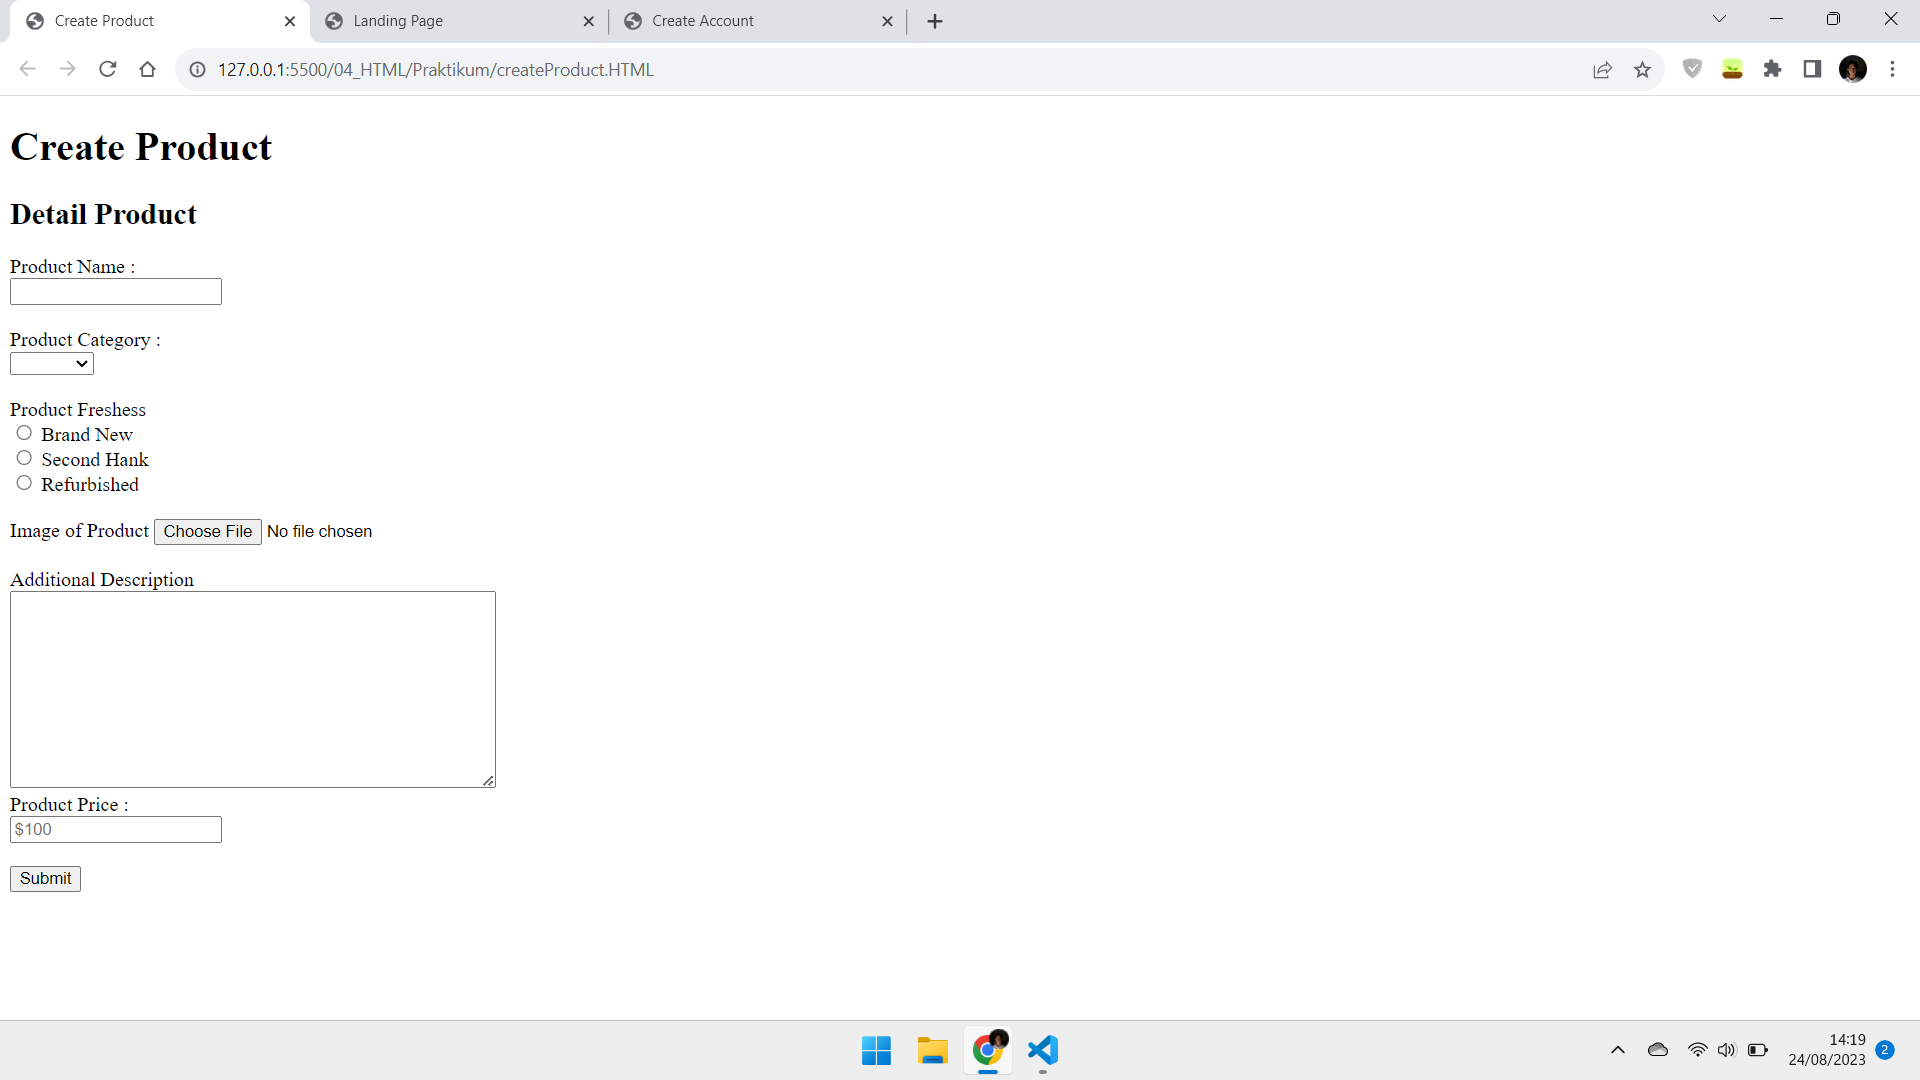 Create Product
Landing Page
Create Account
127.0.0.1:5500/04_HTML/Praktikum/createProduct.HTML
Create Product
Detail Product
Product Name :
Product Category :
Product Freshess
Brand New
Second Hank
Refurbished
Image of Product Choose File No file chosen
Additional Description
Product Price :
$100
Submit
14:19
24/08/2023
2